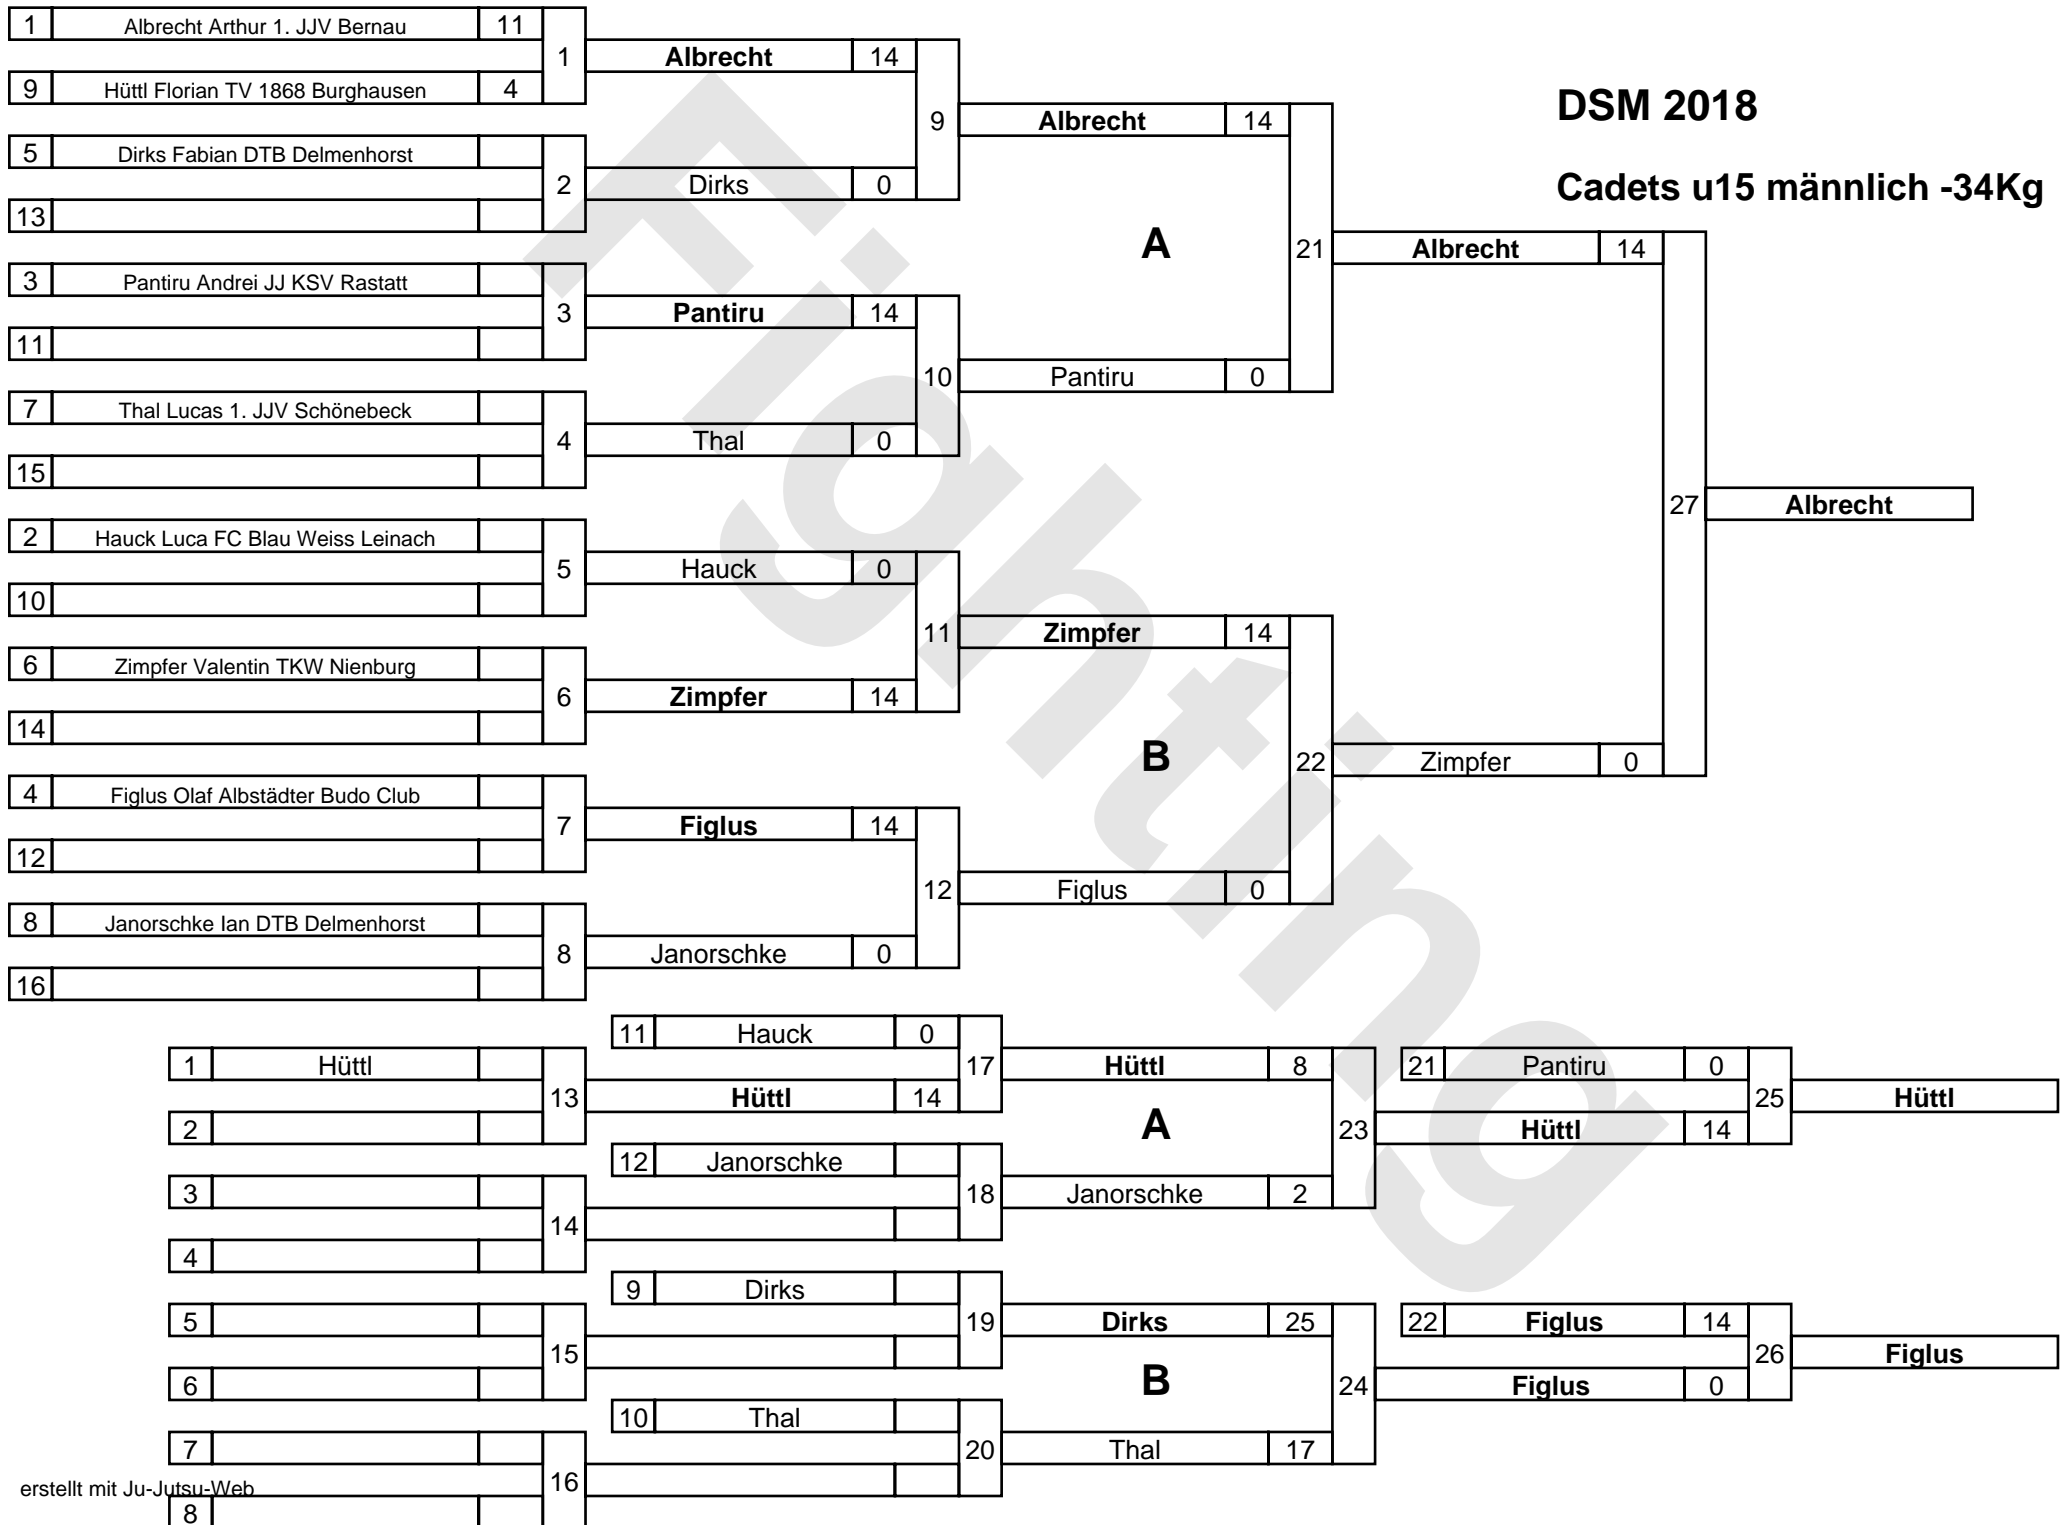 DSM 2018
Cadets u15 männlich -34Kg
1 Albrecht Arthur 1. JJV Bernau 11
1
9 Hüttl Florian TV 1868 Burghausen 4
Albrecht 14
5 Dirks Fabian DTB Delmenhorst
2
13
Dirks 0
9
3 Pantiru Andrei JJ KSV Rastatt
3
11
Pantiru 14
7 Thal Lucas 1. JJV Schönebeck
4
15
Thal 0
10
2 Hauck Luca FC Blau Weiss Leinach
5
10
Hauck 0
6 Zimpfer Valentin TKW Nienburg
6
14
Zimpfer 14
11
4 Figlus Olaf Albstädter Budo Club
7
12
Figlus 14
8 Janorschke Ian DTB Delmenhorst
8
16
Janorschke 0
12
Albrecht 14
A
Pantiru 0
21
Zimpfer 14
B
Figlus 0
22
Albrecht 14
Zimpfer 0
27
Albrecht
1 Hüttl
13
2
3
14
4
5
15
6
7
16
8
11 Hauck 0
17
Hüttl 14
12 Janorschke
18
9 Dirks
19
10 Thal
20
Hüttl 8
A
Janorschke 2
23
Dirks 25
B
Thal 17
24
21 Pantiru 0
25
Hüttl 14
Hüttl
22 Figlus 14
26
Figlus 0
Figlus
erstellt mit Ju-Jutsu-Web
Fighting